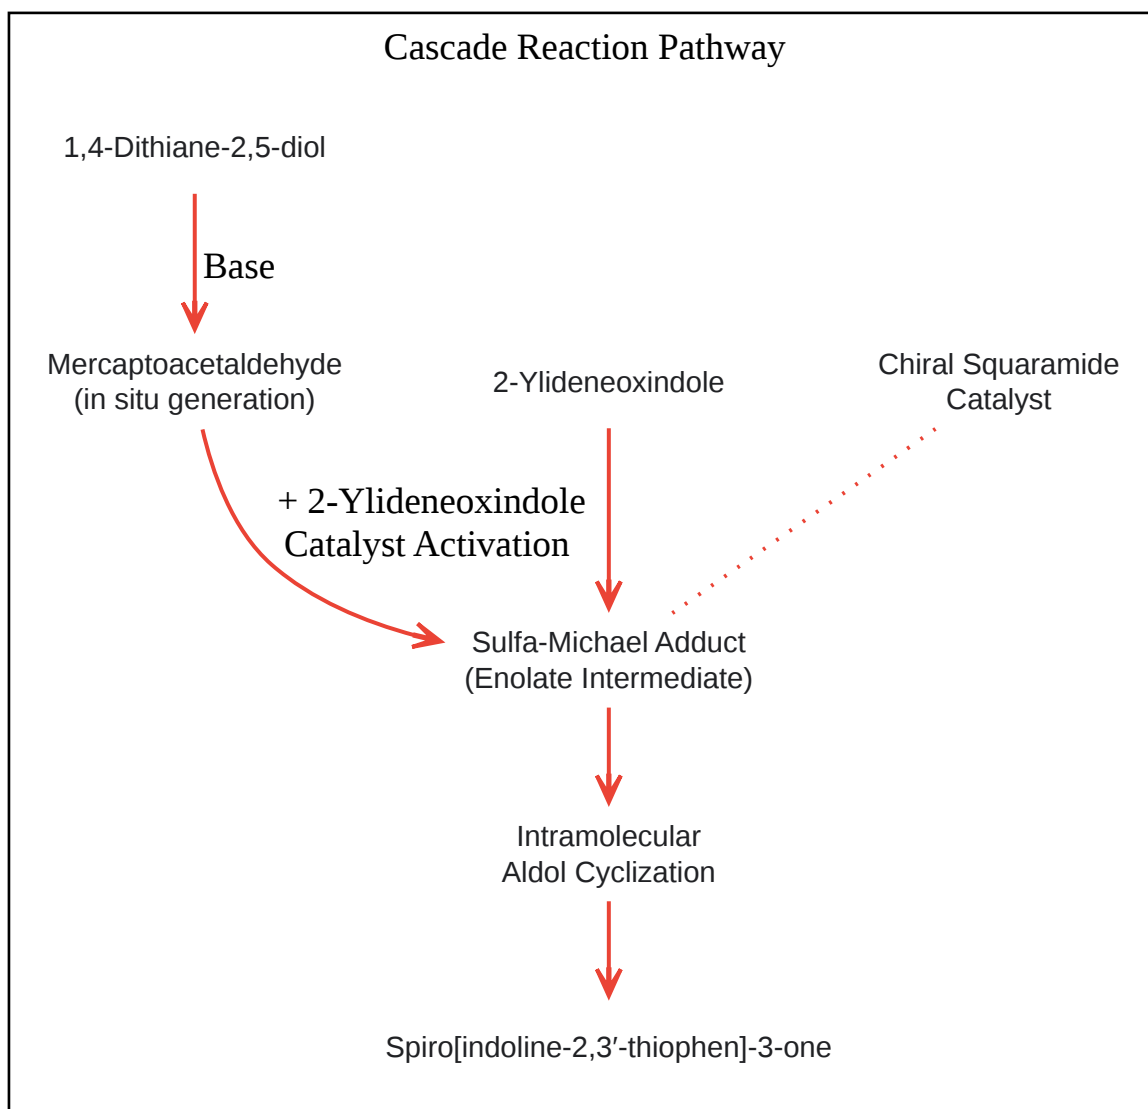 Cascade Reaction Pathway
1,4-Dithiane-2,5-diol
Base
Mercaptoacetaldehyde
(in situ generation)
2-Ylideneoxindole
Chiral Squaramide
Catalyst
+ 2-Ylideneoxindole
Catalyst Activation
Sulfa-Michael Adduct
(Enolate Intermediate)
Intramolecular
Aldol Cyclization
Spiro[indoline-2,3′-thiophen]-3-one